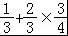 1/3 + 2/3 × 3/4